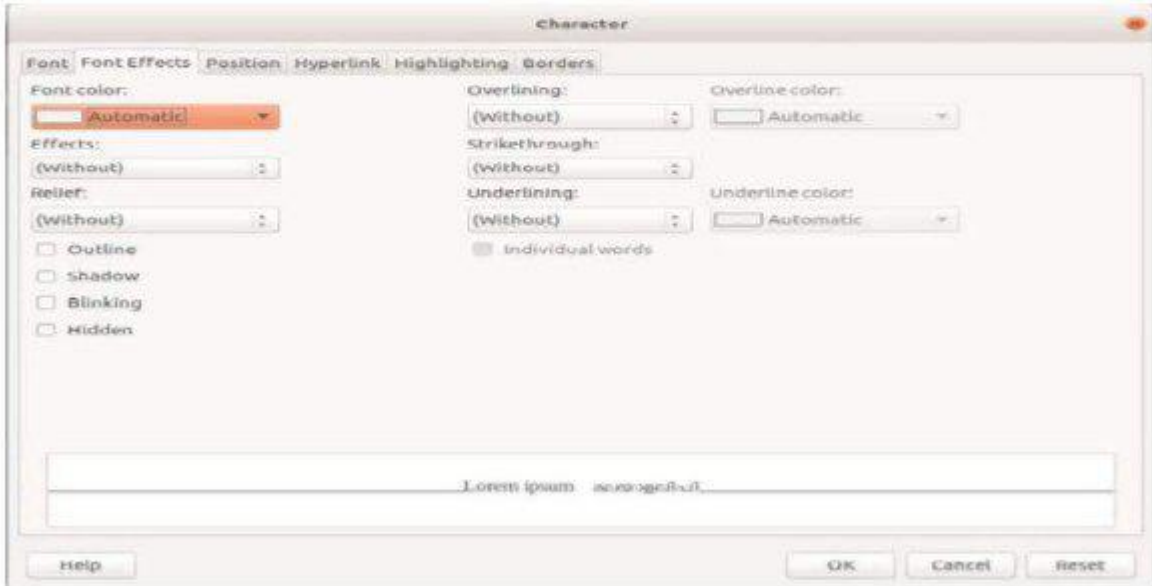 Character
Font Font Effects Position Hyperlink Highlighting Borders
Font color: Overlining: Overline color:
Automatic (Without) Automatic
Effects: Strikethrough:
(Without) (Without)
Relief: Underlining: Underline color:
(Without) (Without) Automatic
Outline Individual words
Shadow
Blinking
Hidden
Lorem ipsum
Help OK Cancel Reset